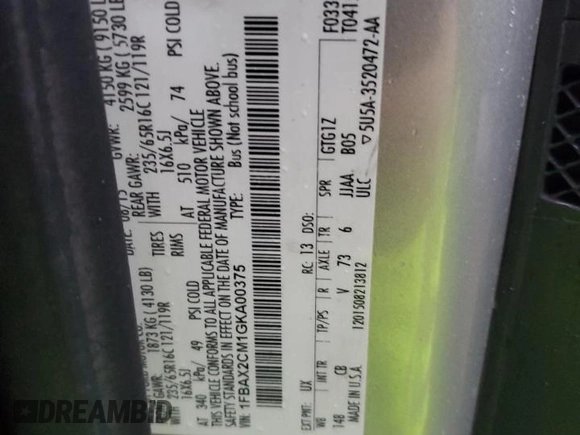 DATE: 08/15 GVWR: 4150 KG ( 9150 LB
GAWR: 1873 KG ( 4130 LB) REAR GAWR: 2599 KG ( 5730 LB
235/65R16C 121/119R TIRES 235/65R16C 121/119R
WITH 16X6.5J RIMS WITH 16X6.5J
AT 340 kPa/ 49 PSI COLD AT 510 kPa/ 74 PSI COLD
THIS VEHICLE CONFORMS TO ALL APPLICABLE FEDERAL MOTOR VEHICLE
SAFETY STANDARDS IN EFFECT ON THE DATE OF MANUFACTURE SHOWN ABOVE.
VIN: 1FBAX2CM1GKA00375 TYPE: Bus (Not school bus)
EXT PNT: UX RC: 13 DSO: F033
WB INT TR TP/PS R AXLE TR SPR GTG1Z T041
148 CB V 73 6 JJAA B05
MADE IN U.S.A. ULC
1201508213812 5U5A-3520472-AA
DREAMBID